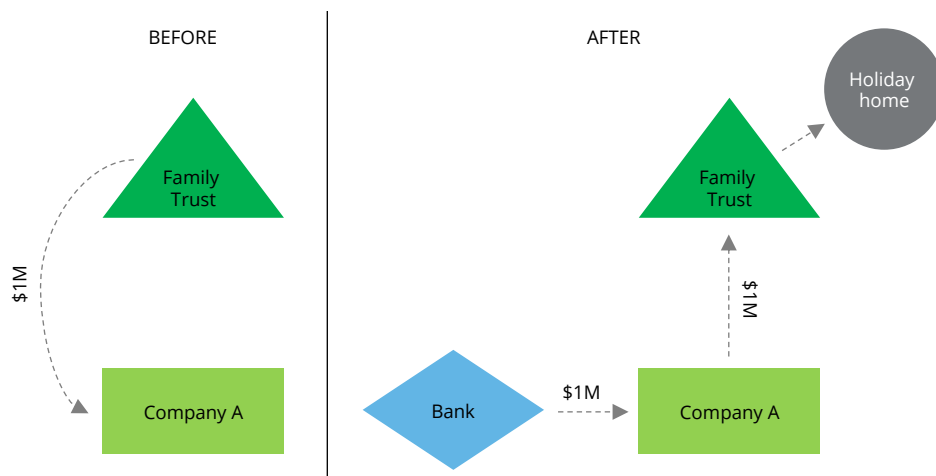 BEFORE
Family
Trust
$1M
Company A
AFTER
Holiday
home
Family
Trust
$1M
Bank
$1M
Company A